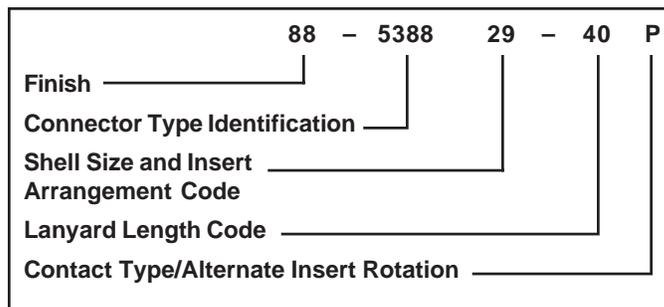 88 – 5388 29 – 40 P
Finish
Connector Type Identification
Shell Size and Insert
Arrangement Code
Lanyard Length Code
Contact Type/Alternate Insert Rotation